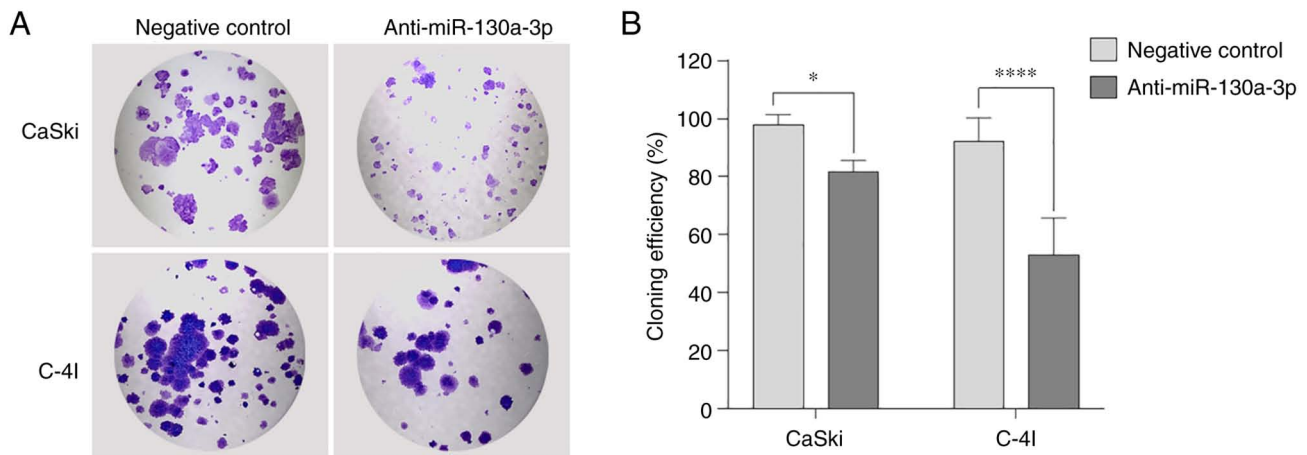 A
Negative control
Anti-miR-130a-3p
CaSki
C-4I
B
Negative control
Anti-miR-130a-3p
Cloning efficiency (%)
120
100
80
60
40
20
0
*
****
CaSki
C-4I